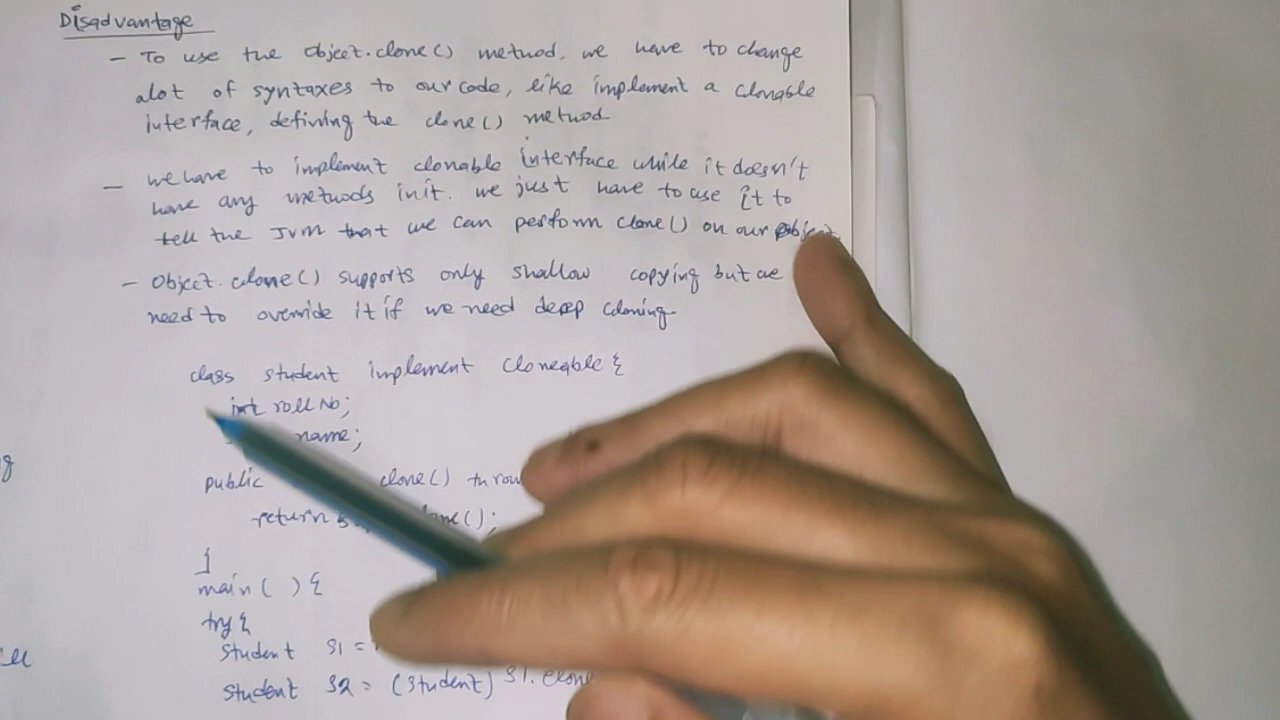 Disadvantage
- To use the Object.clone() method, we have to change
alot of syntaxes to our code, like implement a Clonable
interface, defining the clone() method
- we have to implement clonable interface while it doesn't
have any methods in it. we just have to use it to
tell the JVM that we can perform clone() on our object
- Object.clone() supports only shallow copying but we
need to override it if we need deep cloning
class student implement Cloneable {
int roll No;
name;
public clone()
return
}
main( ) {
try {
Student S1 =
Student S2 = (Student) S1.